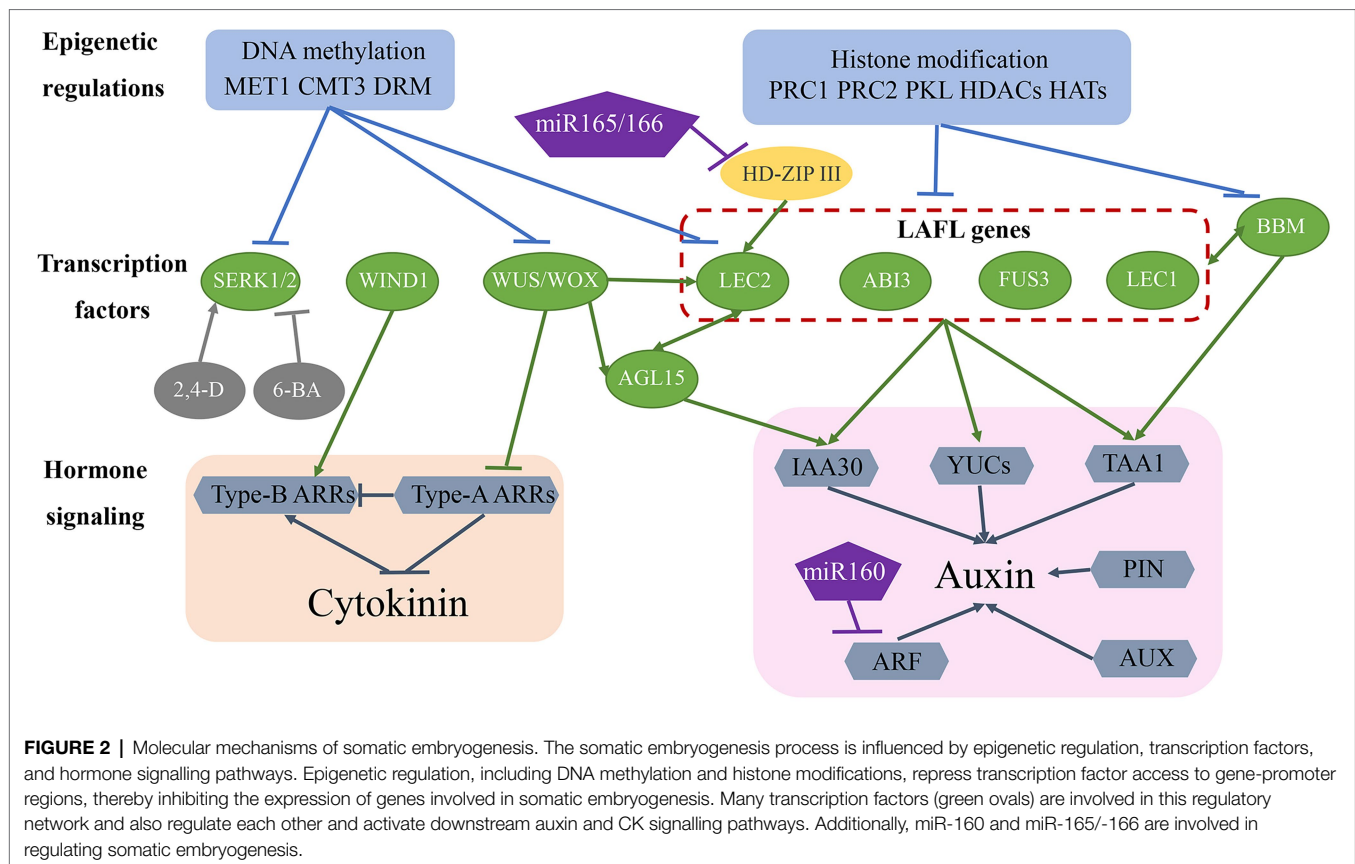 Epigenetic
regulations
DNA methylation
MET1 CMT3 DRM
Histone modification
PRC1 PRC2 PKL HDACs HATs
miR165/166
HD-ZIP III
LAFL genes
BBM
Transcription
factors
SERK1/2
WIND1
WUS/WOX
LEC2
ABI3
FUS3
LEC1
2,4-D
6-BA
AGL15
Hormone
signaling
Type-B ARRs
Type-A ARRs
Cytokinin
IAA30
YUCs
TAA1
miR160
Auxin
PIN
ARF
AUX
FIGURE 2 | Molecular mechanisms of somatic embryogenesis. The somatic embryogenesis process is influenced by epigenetic regulation, transcription factors,
and hormone signalling pathways. Epigenetic regulation, including DNA methylation and histone modifications, repress transcription factor access to gene-promoter
regions, thereby inhibiting the expression of genes involved in somatic embryogenesis. Many transcription factors (green ovals) are involved in this regulatory
network and also regulate each other and activate downstream auxin and CK signalling pathways. Additionally, miR-160 and miR-165/-166 are involved in
regulating somatic embryogenesis.